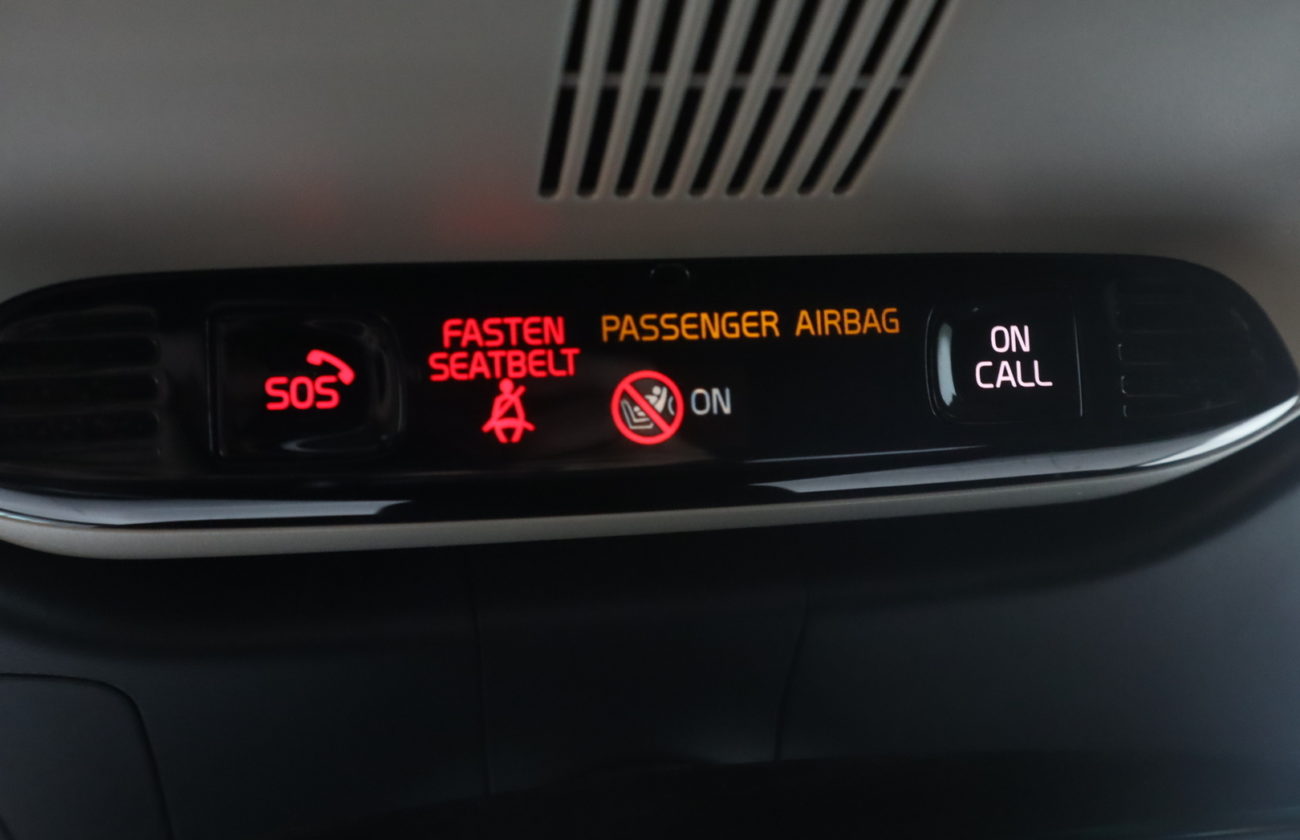 SOS
FASTEN
SEATBELT
PASSENGER AIRBAG
ON
ON
CALL